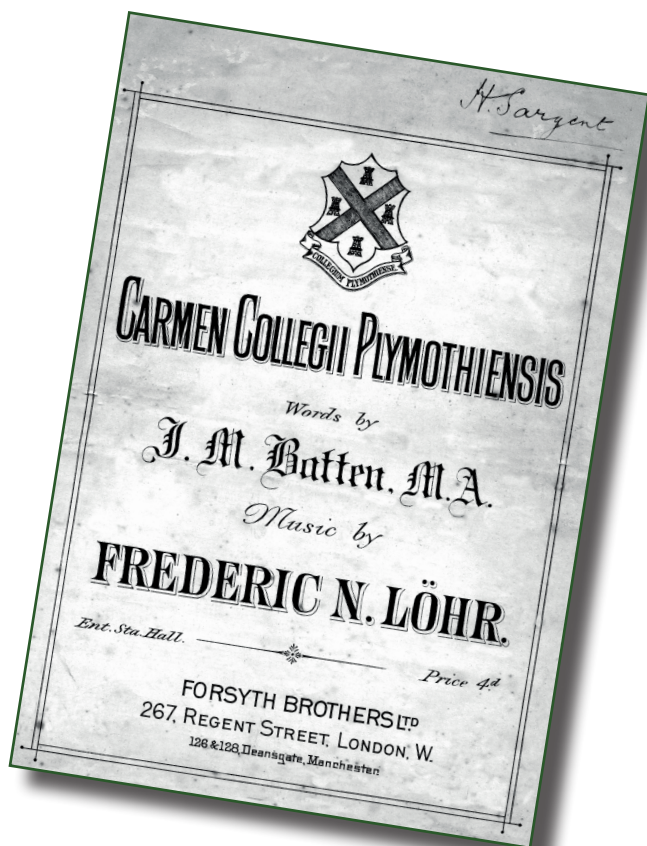 H. Sargent
COLLEGIUM PLYMOTHIENSE
CARMEN COLLEGII PLYMOTHIENSIS
Words by
J. M. Batten, M.A.
Music by
FREDERIC N. LÖHR.
Ent. Sta. Hall.
Price 4d
FORSYTH BROTHERS LTD
267, REGENT STREET, LONDON, W.
126 & 128, Deansgate, Manchester